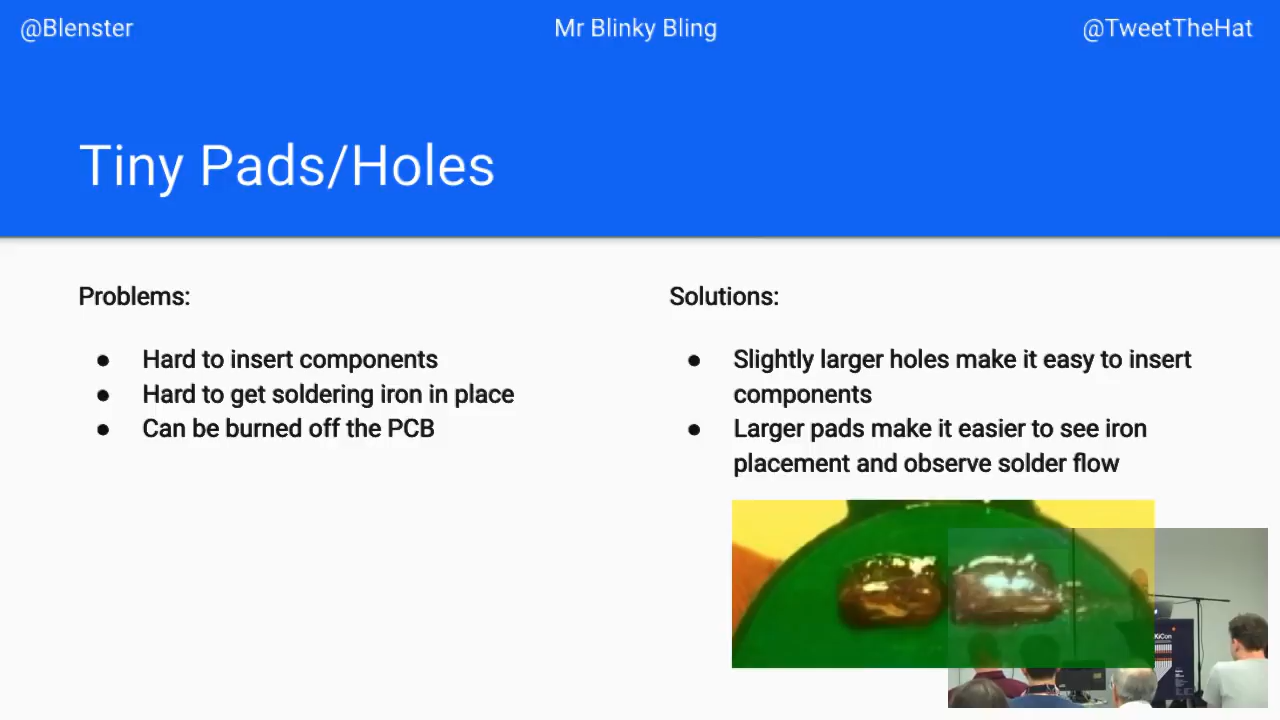 @Blenster
Mr Blinky Bling
@TweetTheHat
Tiny Pads/Holes
Problems:
● Hard to insert components
● Hard to get soldering iron in place
● Can be burned off the PCB
Solutions:
● Slightly larger holes make it easy to insert
components
● Larger pads make it easier to see iron
placement and observe solder flow
KiCon